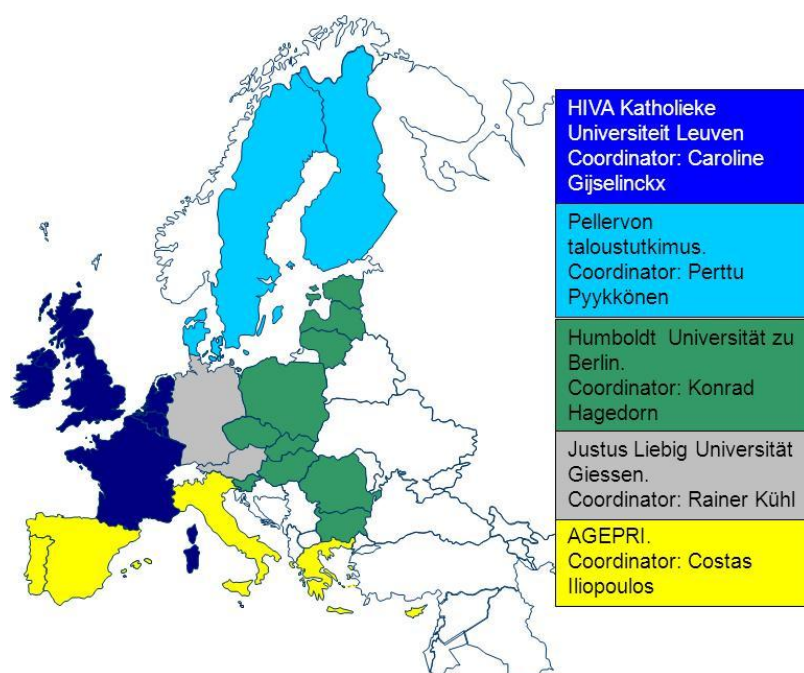 HIVA Katholieke
Universiteit Leuven
Coordinator: Caroline
Gijselinckx
Pellervon
taloustutkimus.
Coordinator: Perttu
Pyykkönen
Humboldt Universität zu
Berlin.
Coordinator: Konrad
Hagedorn
Justus Liebig Universität
Giessen.
Coordinator: Rainer Kühl
AGEPRI.
Coordinator: Costas
Iliopoulos